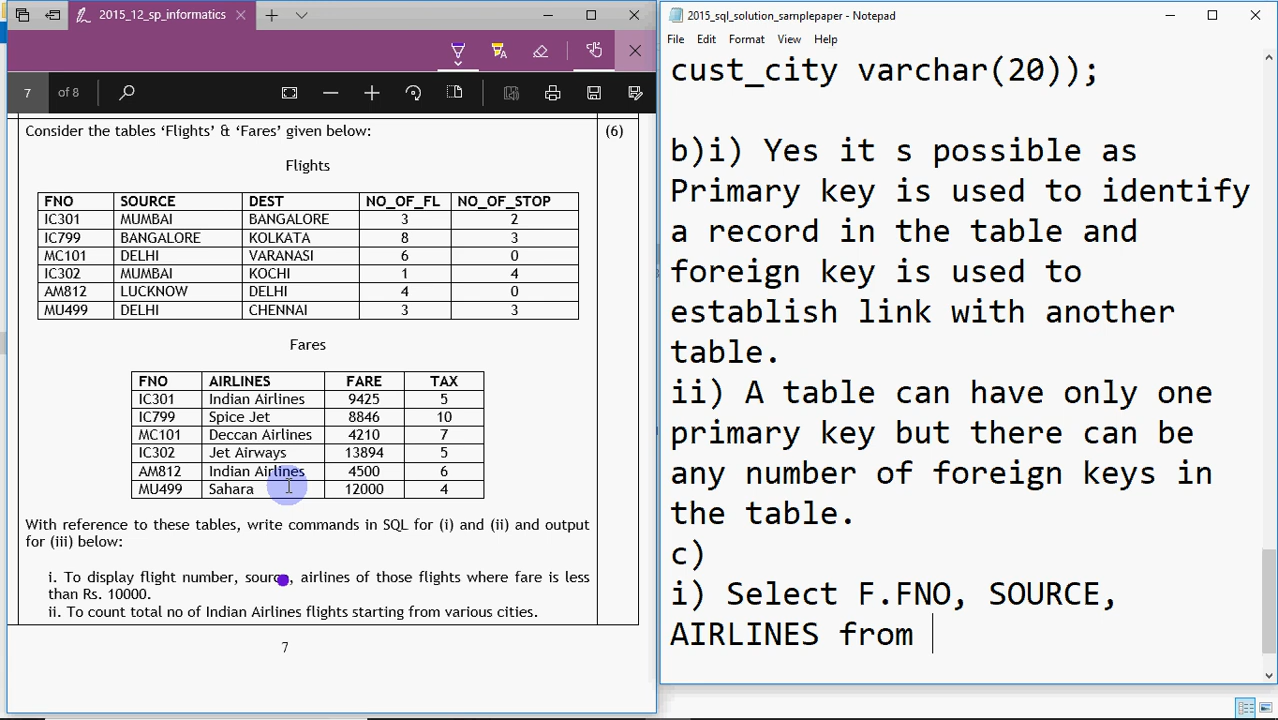 2015_12_sp_informatics
7 of 8
Consider the tables ‘Flights’ & ‘Fares’ given below: (6)
Flights
FNO SOURCE DEST NO_OF_FL NO_OF_STOP
IC301 MUMBAI BANGALORE 3 2
IC799 BANGALORE KOLKATA 8 3
MC101 DELHI VARANASI 6 0
IC302 MUMBAI KOCHI 1 4
AM812 LUCKNOW DELHI 4 0
MU499 DELHI CHENNAI 3 3
Fares
FNO AIRLINES FARE TAX
IC301 Indian Airlines 9425 5
IC799 Spice Jet 8846 10
MC101 Deccan Airlines 4210 7
IC302 Jet Airways 13894 5
AM812 Indian Airlines 4500 6
MU499 Sahara 12000 4
With reference to these tables, write commands in SQL for (i) and (ii) and output
for (iii) below:
i. To display flight number, source, airlines of those flights where fare is less
than Rs. 10000.
ii. To count total no of Indian Airlines flights starting from various cities.
7
2015_sql_solution_samplepaper - Notepad
File Edit Format View Help
cust_city varchar(20));
b)i) Yes it s possible as
Primary key is used to identify
a record in the table and
foreign key is used to
establish link with another
table.
ii) A table can have only one
primary key but there can be
any number of foreign keys in
the table.
c)
i) Select F.FNO, SOURCE,
AIRLINES from